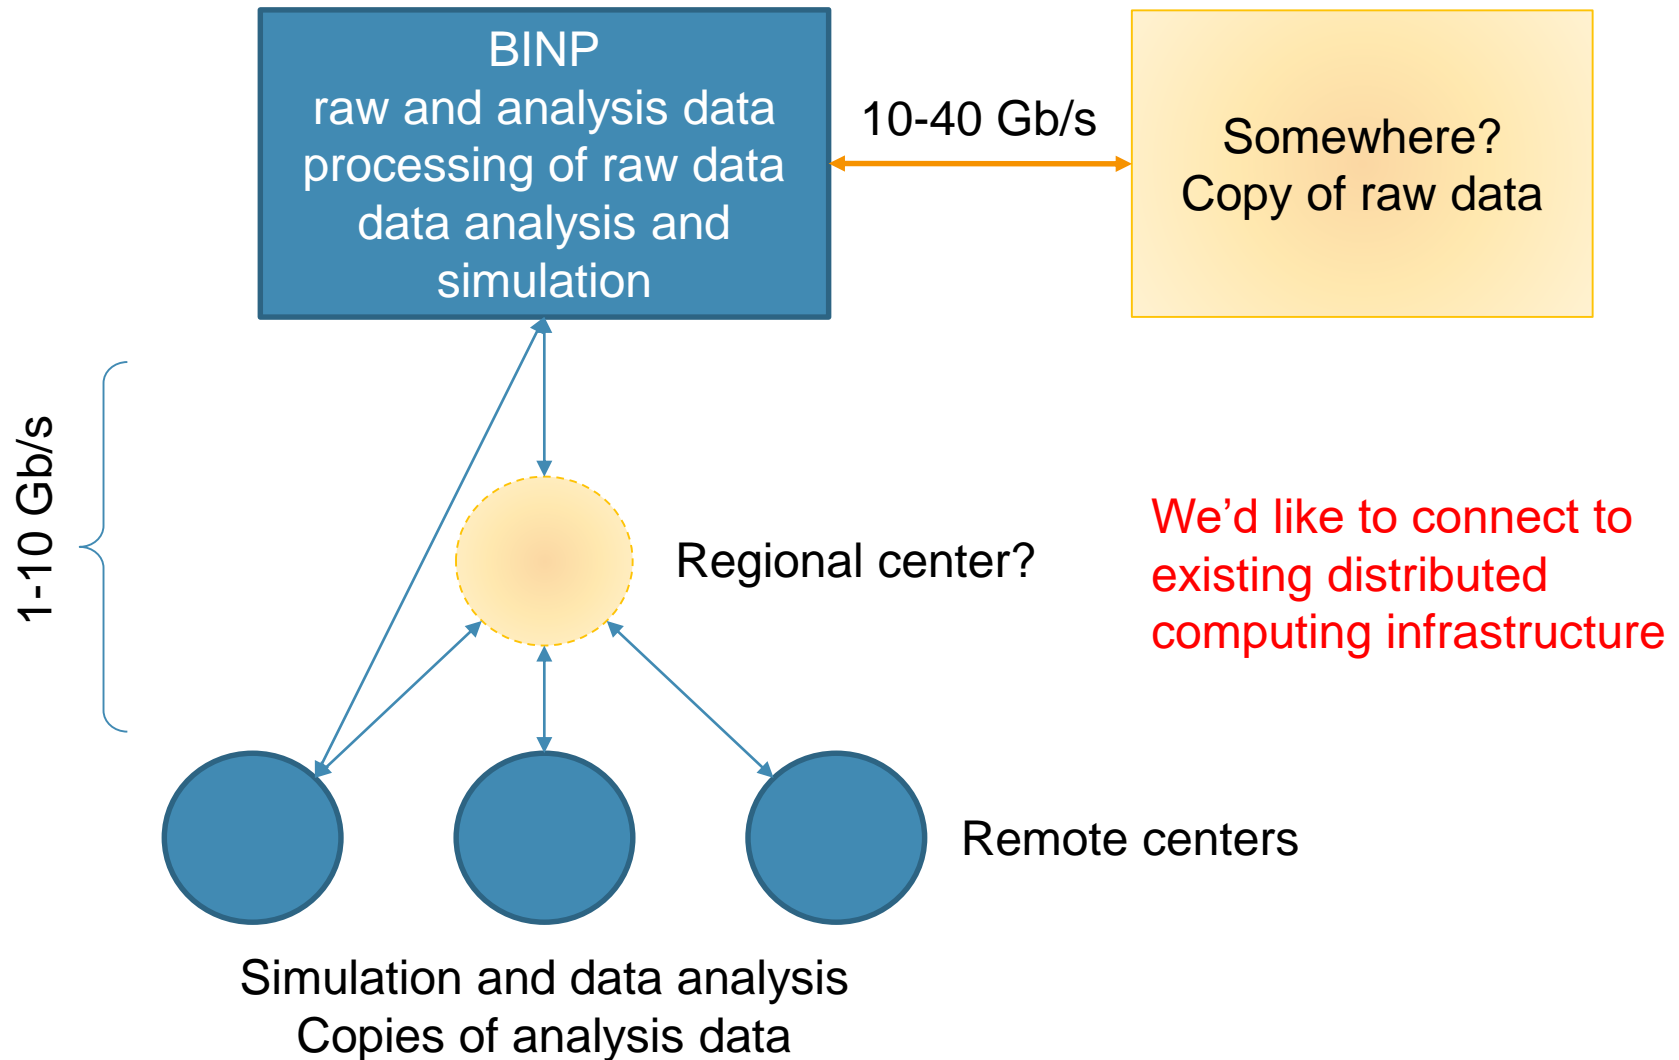 BINP
raw and analysis data
processing of raw data
data analysis and
simulation
10-40 Gb/s
Somewhere?
Copy of raw data
1-10 Gb/s
Regional center?
We’d like to connect to
existing distributed
computing infrastructure
Remote centers
Simulation and data analysis
Copies of analysis data